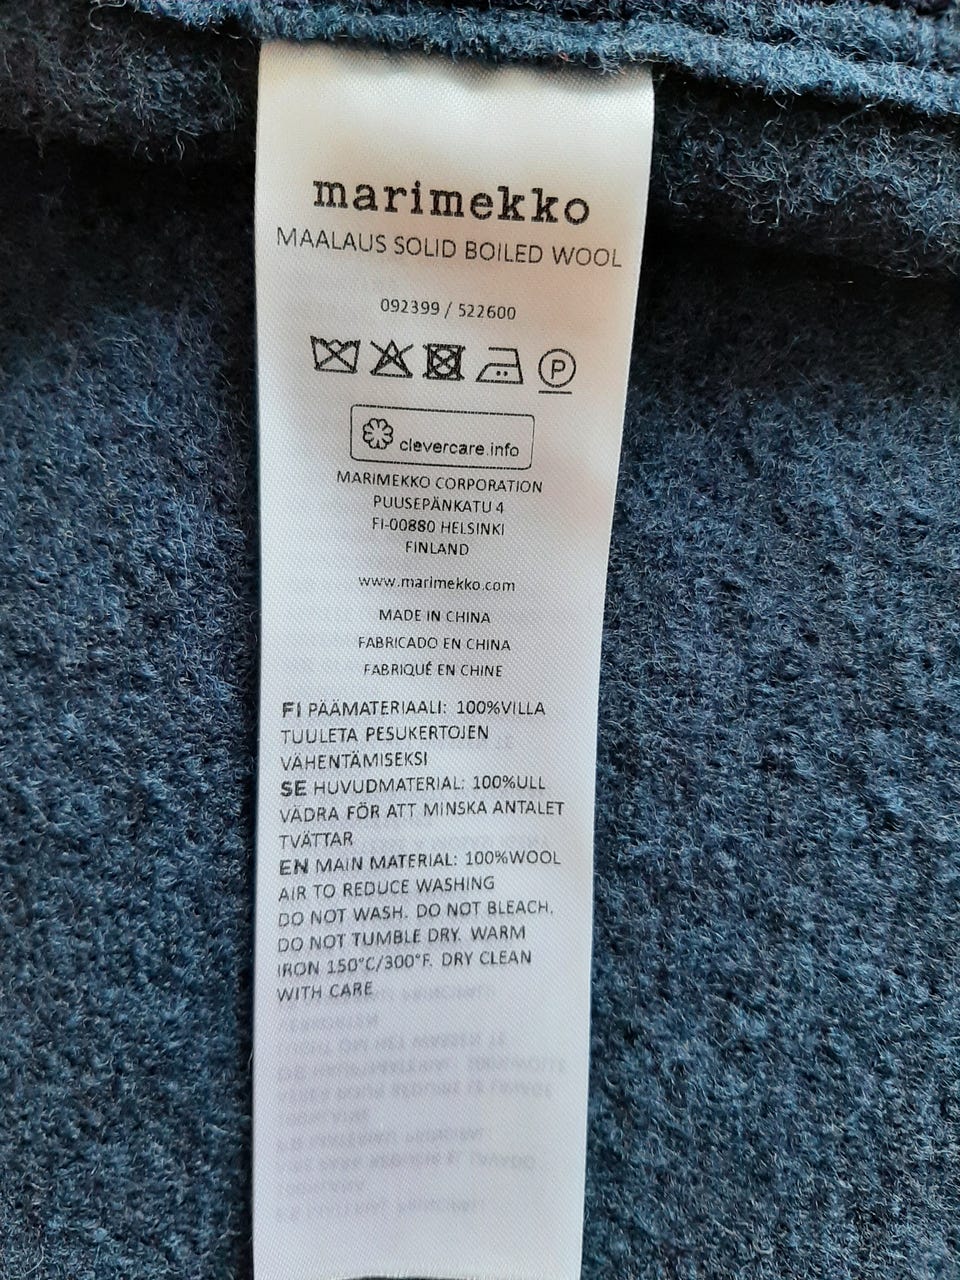 marimekko
MAALAUS SOLID BOILED WOOL
092399 / 522600
P
clevercare.info
MARIMEKKO CORPORATION
PUUSEPÄNKATU 4
FI-00880 HELSINKI
FINLAND
www.marimekko.com
MADE IN CHINA
FABRICADO EN CHINA
FABRIQUÉ EN CHINE
FI PÄÄMATERIAALI: 100%VILLA
TUULETA PESUKERTOJEN
VÄHENTÄMISEKSI
SE HUVUDMATERIAL: 100%ULL
VÄDRA FÖR ATT MINSKA ANTALET
TVÄTTAR
EN MAIN MATERIAL: 100%WOOL
AIR TO REDUCE WASHING
DO NOT WASH. DO NOT BLEACH.
DO NOT TUMBLE DRY. WARM
IRON 150°C/300°F. DRY CLEAN
WITH CARE